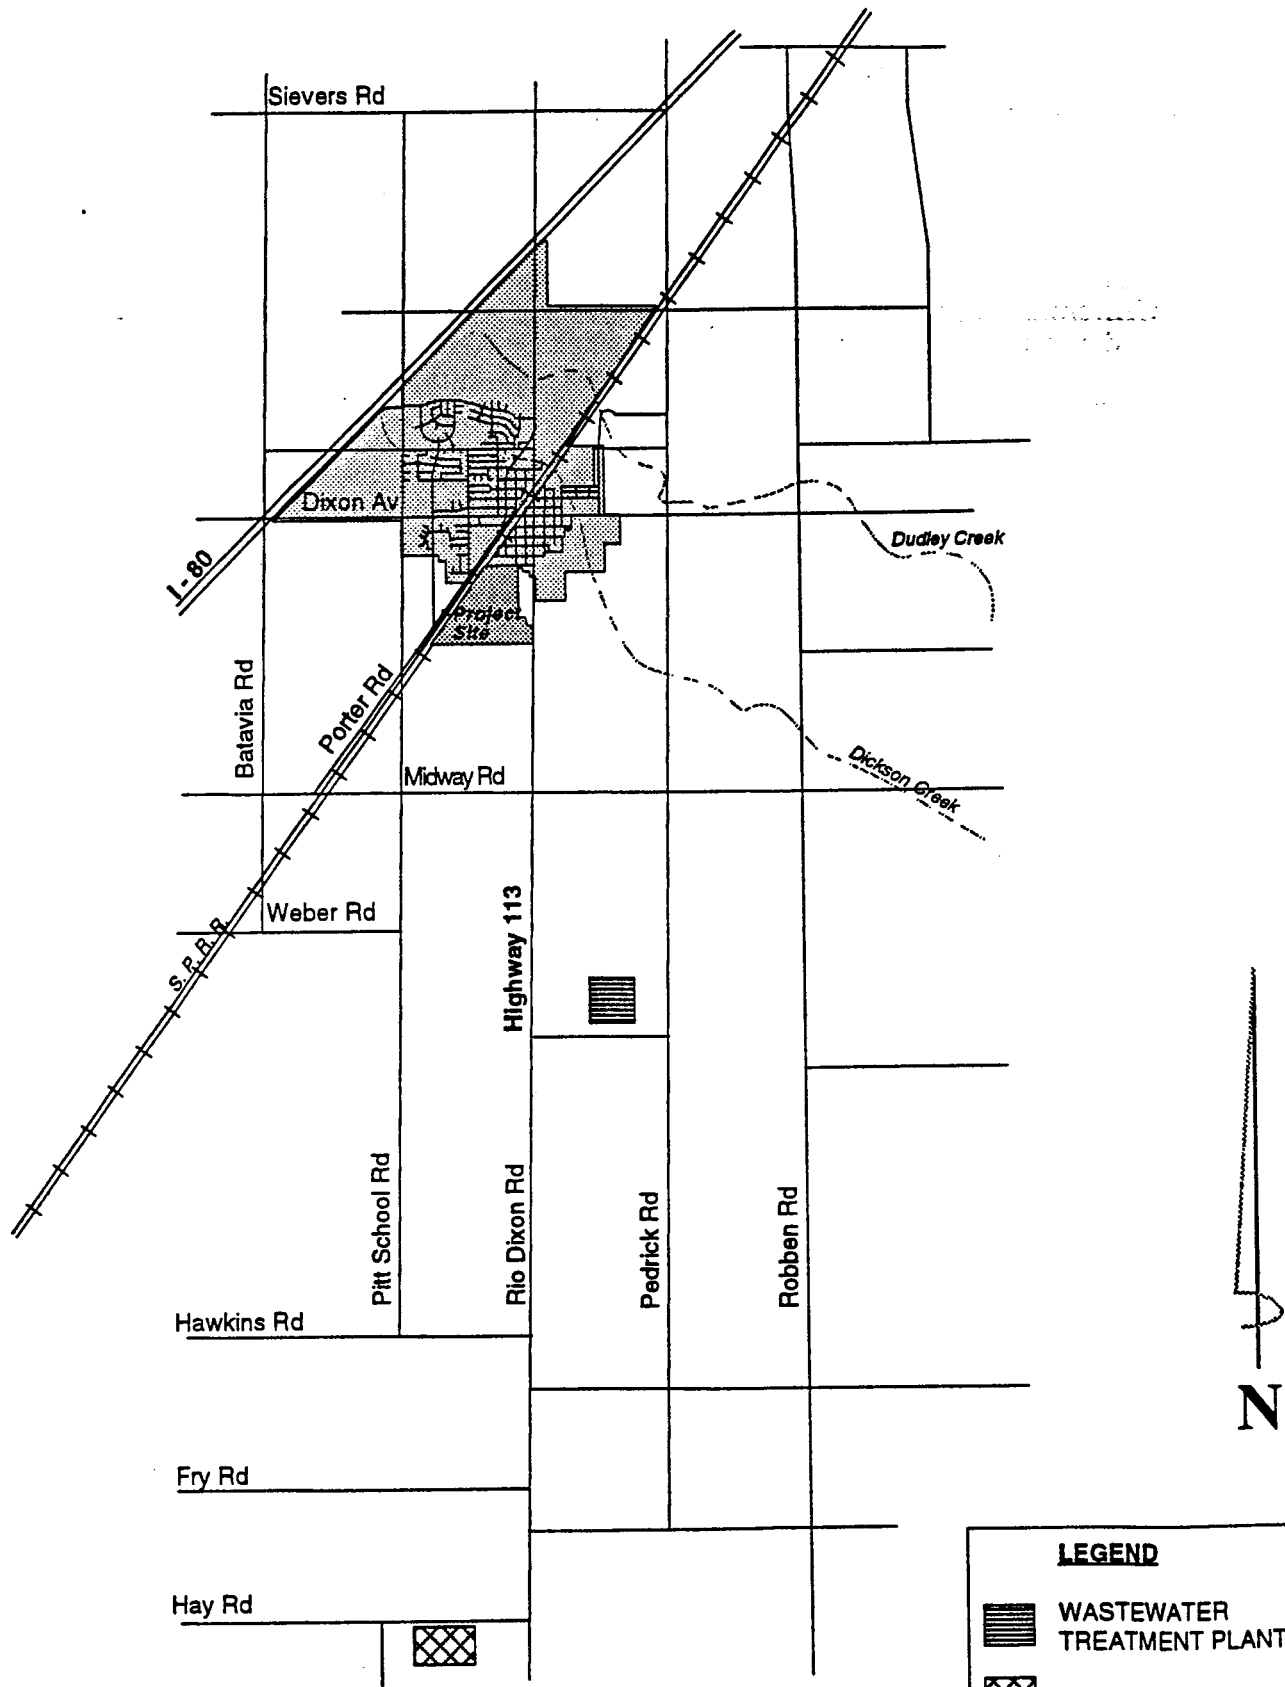 Sievers Rd
Dixon Av
I - 80
Dudley Creek
Project
Site
Batavia Rd
Porter Rd
Midway Rd
Dickson Creek
Weber Rd
S. P. R. R.
Highway 113
Pitt School Rd
Rio Dixon Rd
Pedrick Rd
Robben Rd
Hawkins Rd
N
Fry Rd
LEGEND
Hay Rd
WASTEWATER
TREATMENT PLANT